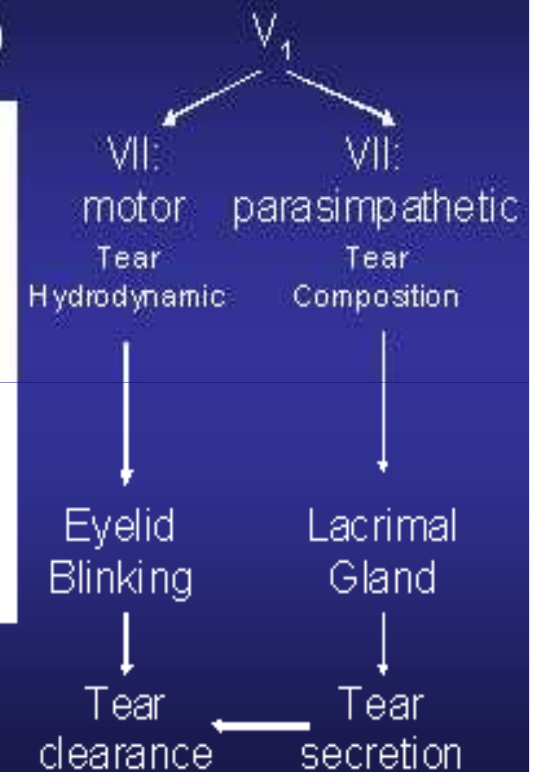 V1
VII:
motor
Tear
Hydrodynamic
VII:
parasimpathetic
Tear
Composition
Eyelid
Blinking
Lacrimal
Gland
Tear
clearance
Tear
secretion